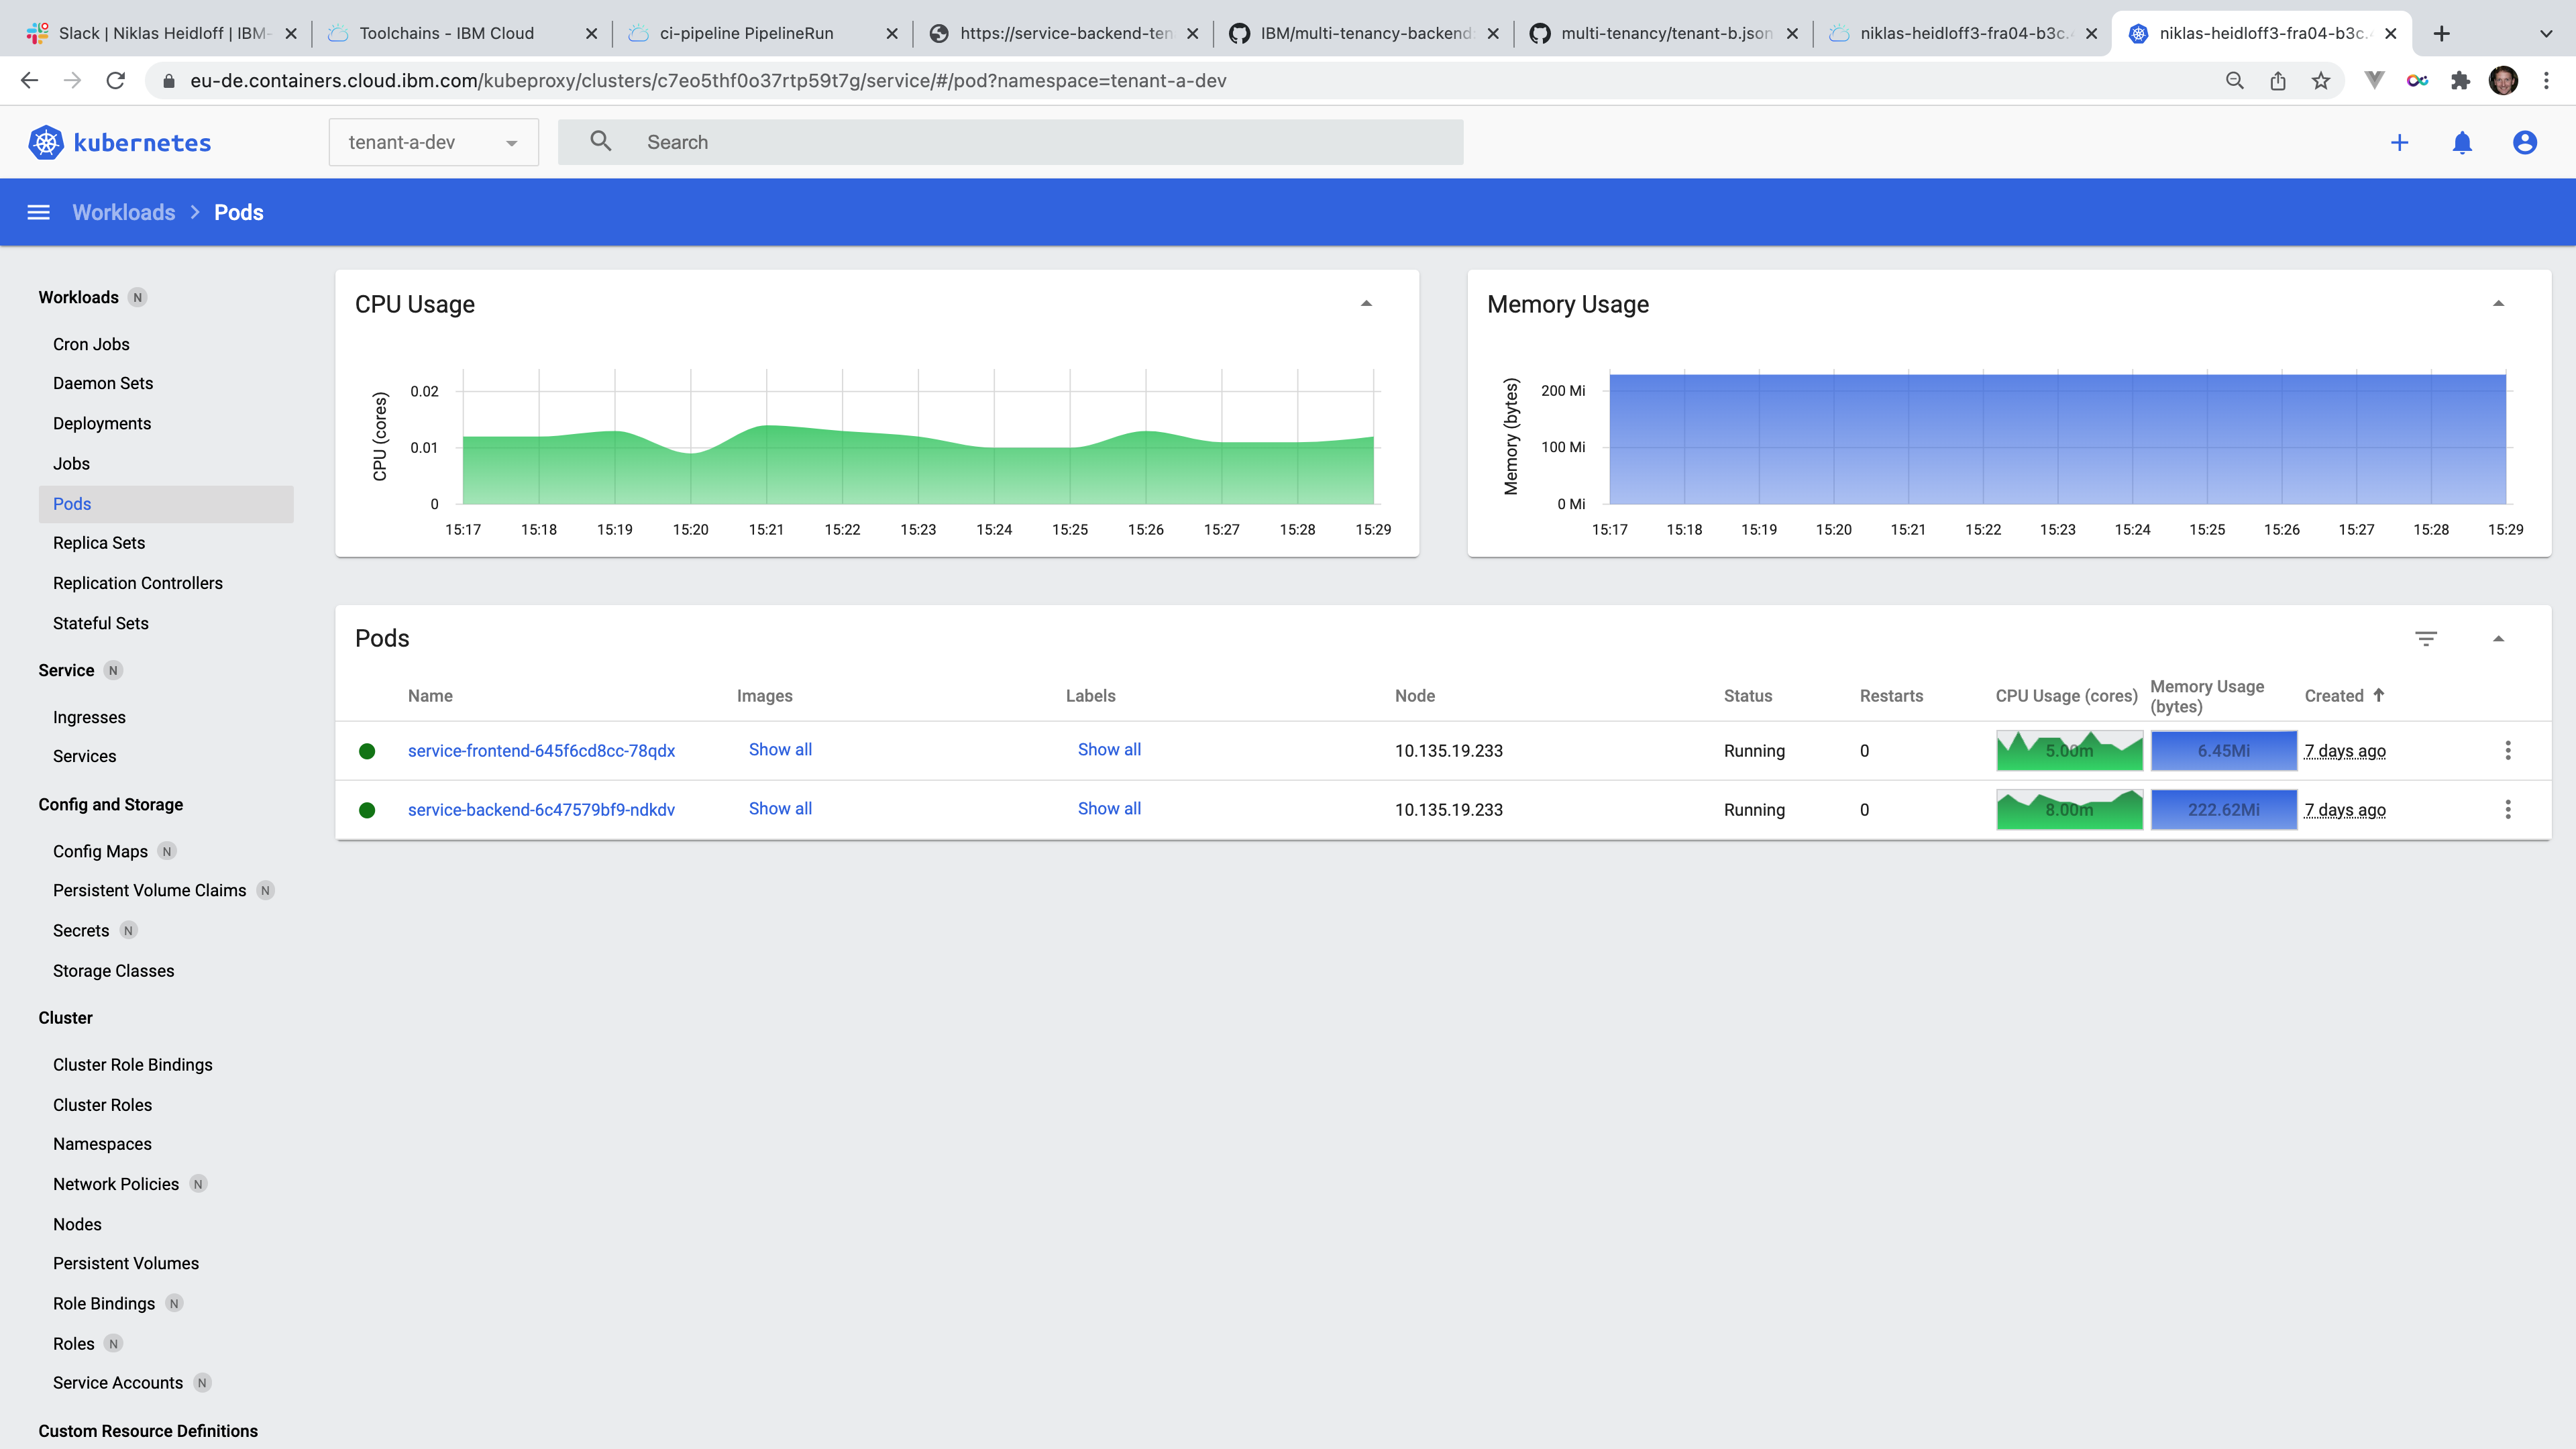 Slack | Niklas Heidloff | IBM-
Toolchains - IBM Cloud
ci-pipeline PipelineRun
https://service-backend-ten
IBM/multi-tenancy-backend
multi-tenancy/tenant-b.json
niklas-heidloff3-fra04-b3c.
niklas-heidloff3-fra04-b3c.
eu-de.containers.cloud.ibm.com/kubeproxy/clusters/c7eo5thf0o37rtp59t7g/service/#/pod?namespace=tenant-a-dev
kubernetes
tenant-a-dev
Search
Workloads > Pods
Workloads N
Cron Jobs
Daemon Sets
Deployments
Jobs
Pods
Replica Sets
Replication Controllers
Stateful Sets
Service N
Ingresses
Services
Config and Storage
Config Maps N
Persistent Volume Claims N
Secrets N
Storage Classes
Cluster
Cluster Role Bindings
Cluster Roles
Namespaces
Network Policies N
Nodes
Persistent Volumes
Role Bindings N
Roles N
Service Accounts N
Custom Resource Definitions
CPU Usage
CPU (cores)
0.02
0.01
0
15:17 15:18 15:19 15:20 15:21 15:22 15:23 15:24 15:25 15:26 15:27 15:28 15:29
Memory Usage
Memory (bytes)
200 Mi
100 Mi
0 Mi
15:17 15:18 15:19 15:20 15:21 15:22 15:23 15:24 15:25 15:26 15:27 15:28 15:29
Pods
Name Images Labels Node Status Restarts CPU Usage (cores) Memory Usage (bytes) Created
service-frontend-645f6cd8cc-78qdx Show all Show all 10.135.19.233 Running 0 5.00m 6.45Mi 7 days ago
service-backend-6c47579bf9-ndkdv Show all Show all 10.135.19.233 Running 0 8.00m 222.62Mi 7 days ago